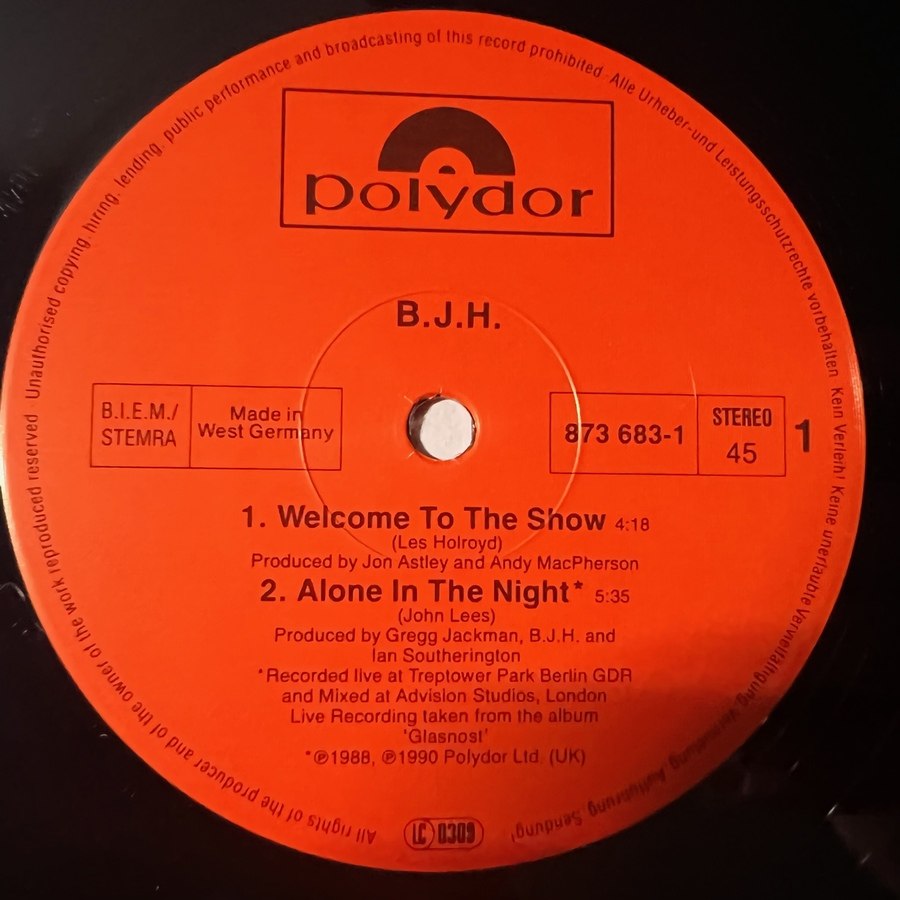 All rights of the producer and of the owner of the work reproduced reserved · Unauthorised copying, hiring, lending, public performance and broadcasting of this record prohibited · Alle Urheber-und Leistungsschutzrechte vorbehalten Kein Verleih! Keine unerlaubte Vervielfältigung, Vermietung, Aufführung, Sendung!
polydor
B.J.H.
B.I.E.M./
STEMRA
Made in
West Germany
873 683-1
STEREO
45
1
1. Welcome To The Show 4:18
(Les Holroyd)
Produced by Jon Astley and Andy MacPherson
2. Alone In The Night* 5:35
(John Lees)
Produced by Gregg Jackman, B.J.H. and
Ian Southerington
*Recorded live at Treptower Park Berlin GDR
and Mixed at Advision Studios, London
Live Recording taken from the album
'Glasnost'
*℗1988, ℗1990 Polydor Ltd. (UK)
LC 0309